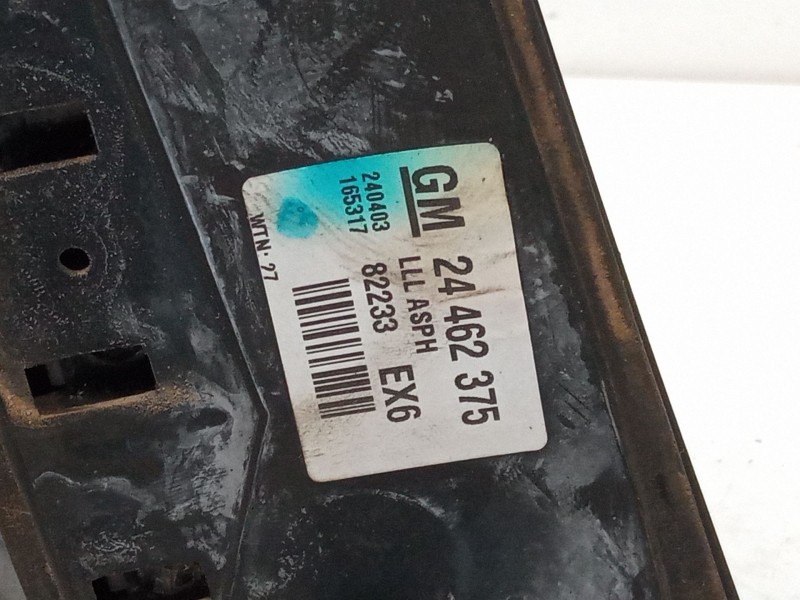 GM 24 462 375
LLL ASPH
240403 82233 EX6
165317
WTN - 27